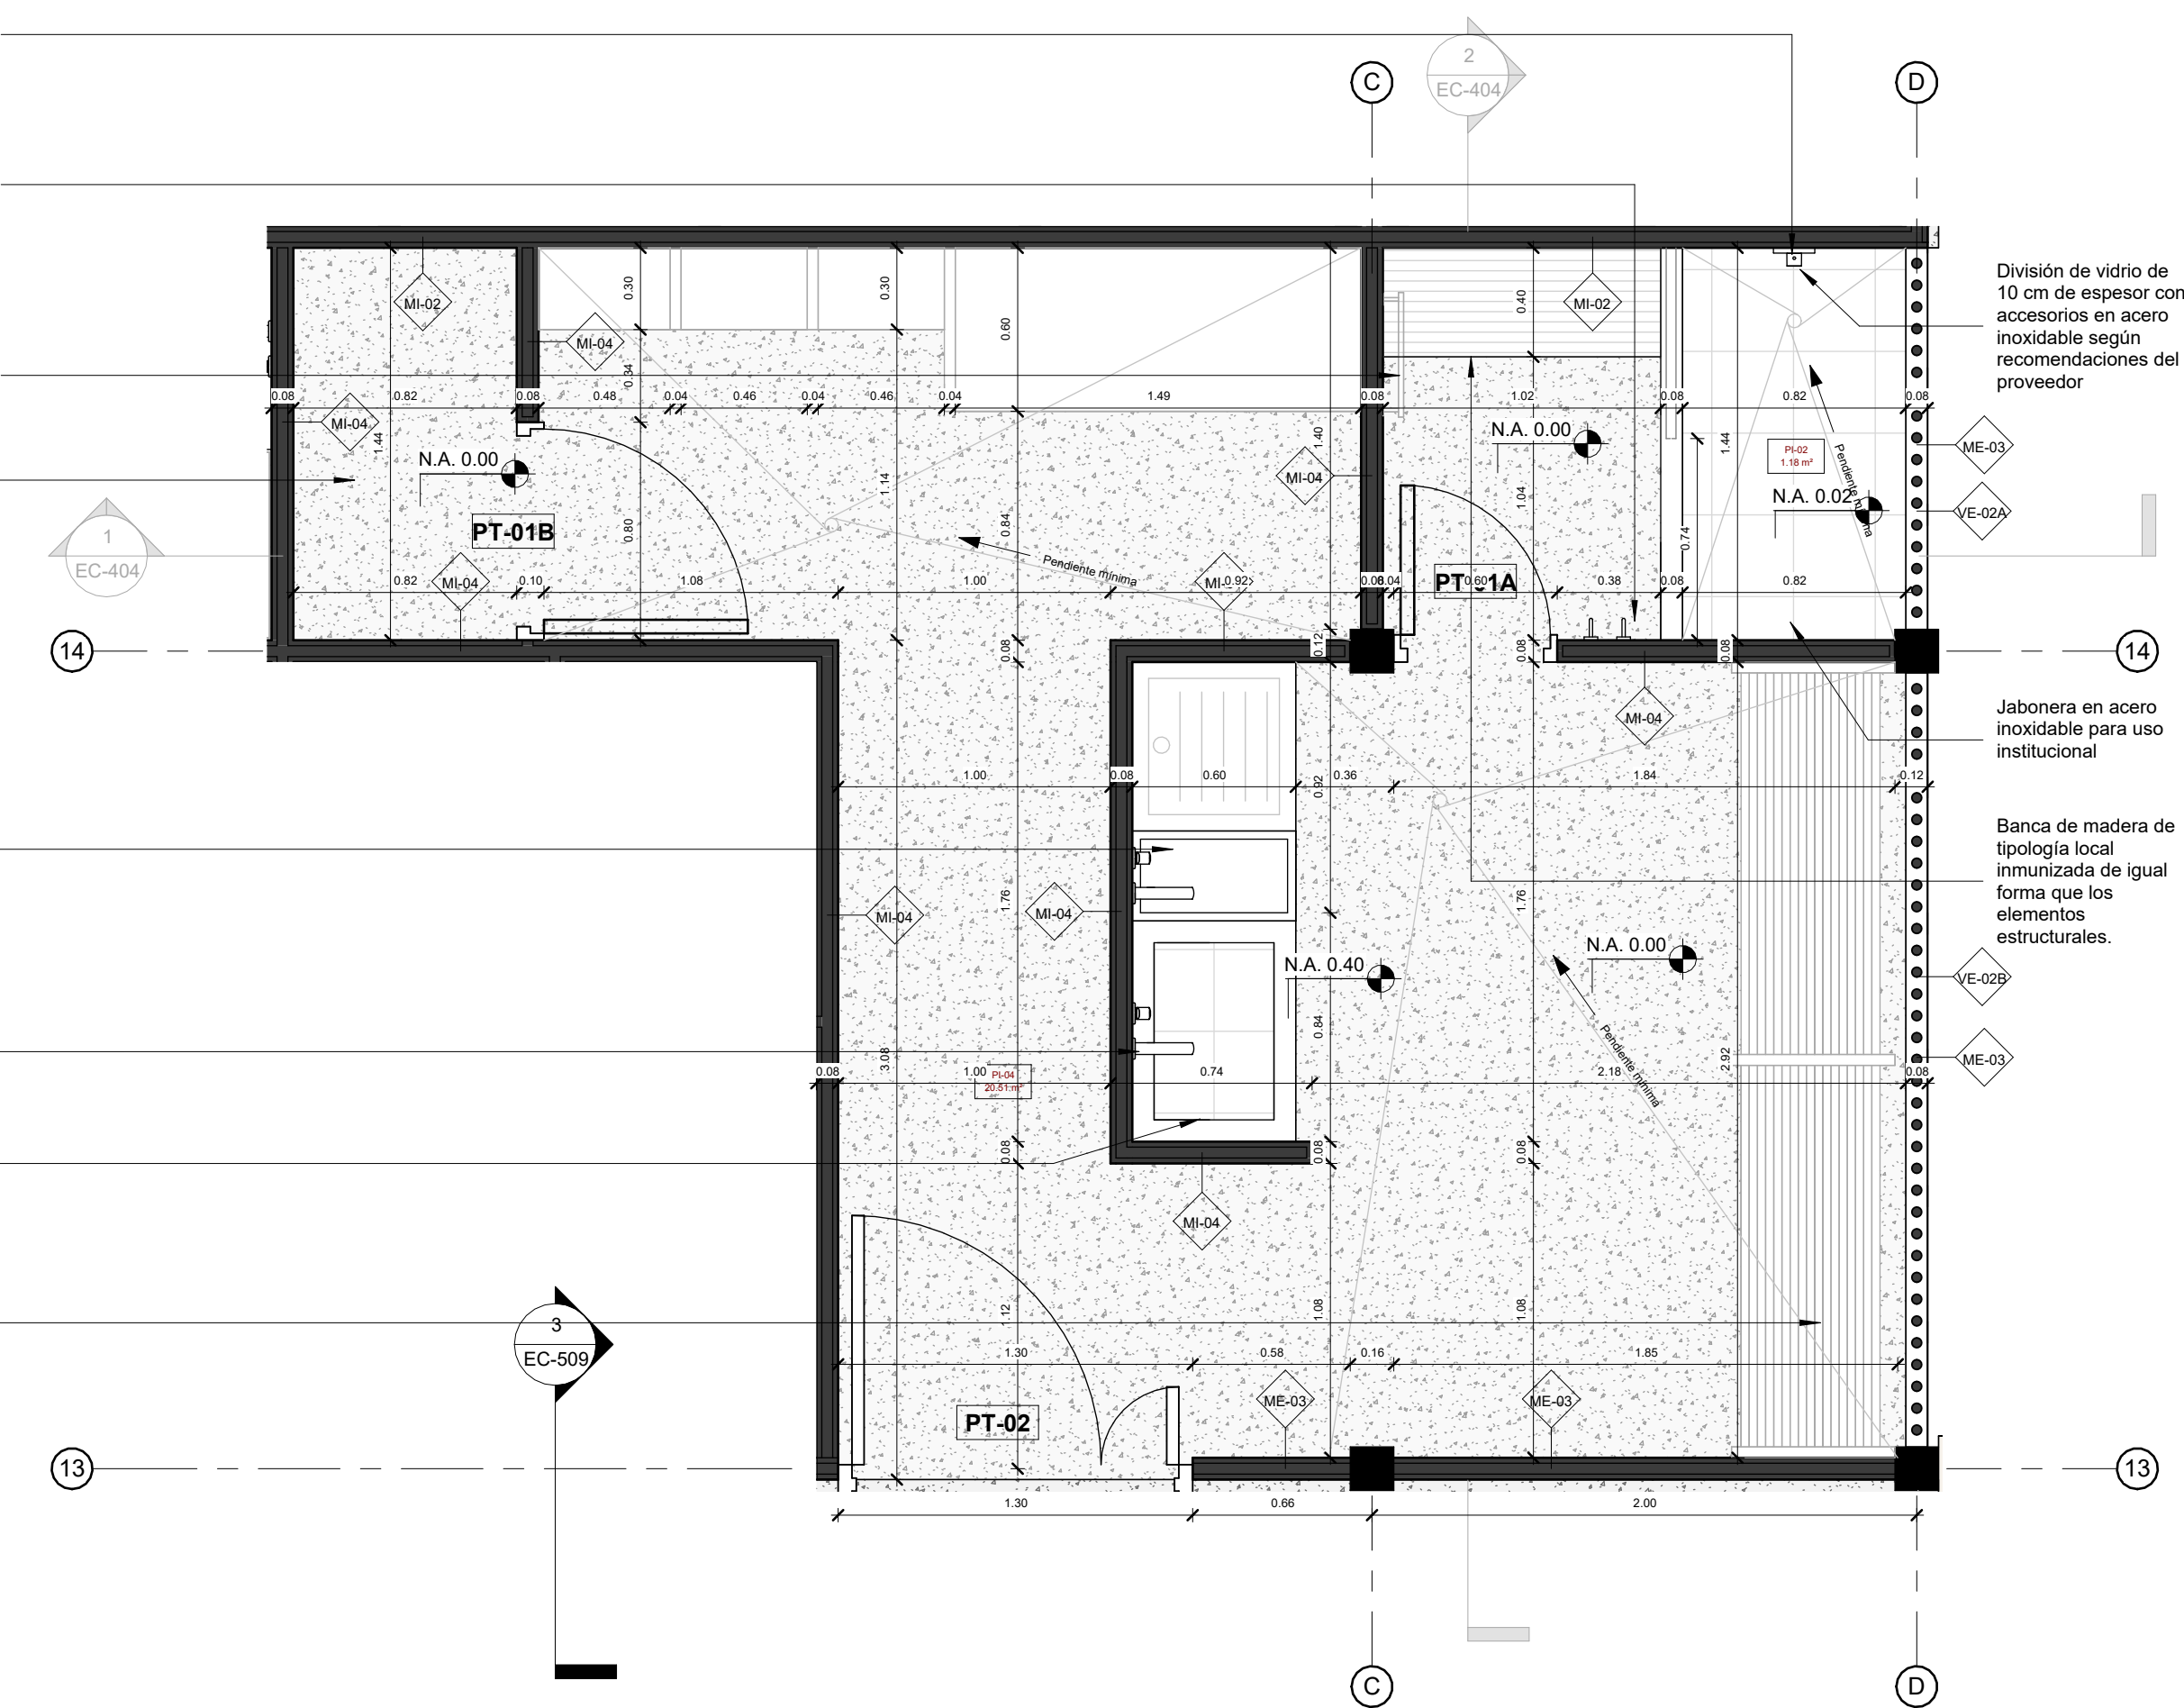 2
EC-404
C
D
División de vidrio de
10 cm de espesor con
accesorios en acero
inoxidable según
recomendaciones del
proveedor
MI-02
0.30
MI-04
0.34
0.30
0.60
0.40
MI-02
0.08
0.82
0.08
0.48
0.04
0.46
0.04
0.46
0.04
1.49
0.08
1.02
0.08
0.82
0.08
MI-04
1.44
N.A. 0.00
1.14
1.40
MI-04
N.A. 0.00
1.44
PI-02
1.18 m²
Pendiente mínima
ME-03
N.A. 0.02
VE-02A
1
EC-404
PT-01B
0.80
0.84
1.04
0.74
Pendiente mínima
0.82
MI-04
0.10
1.08
1.00
0.92
0.08
0.04
0.60
0.38
0.08
0.82
14
0.08
0.12
0.08
0.08
14
MI-04
Jabonera en acero
inoxidable para uso
institucional
1.00
0.08
0.60
0.36
0.92
1.84
0.12
Banca de madera de
tipología local
inmunizada de igual
forma que los
elementos
estructurales.
MI-04
1.76
MI-04
1.76
N.A. 0.40
N.A. 0.00
VE-02B
3.08
0.84
Pendiente mínima
2.92
ME-03
0.08
1.00
PI-04
20.51 m²
0.74
2.18
0.08
0.08
0.08
0.08
MI-04
3
EC-509
1.12
1.08
1.08
1.30
0.58
0.16
1.85
PT-02
ME-03
ME-03
13
13
1.30
0.66
2.00
C
D